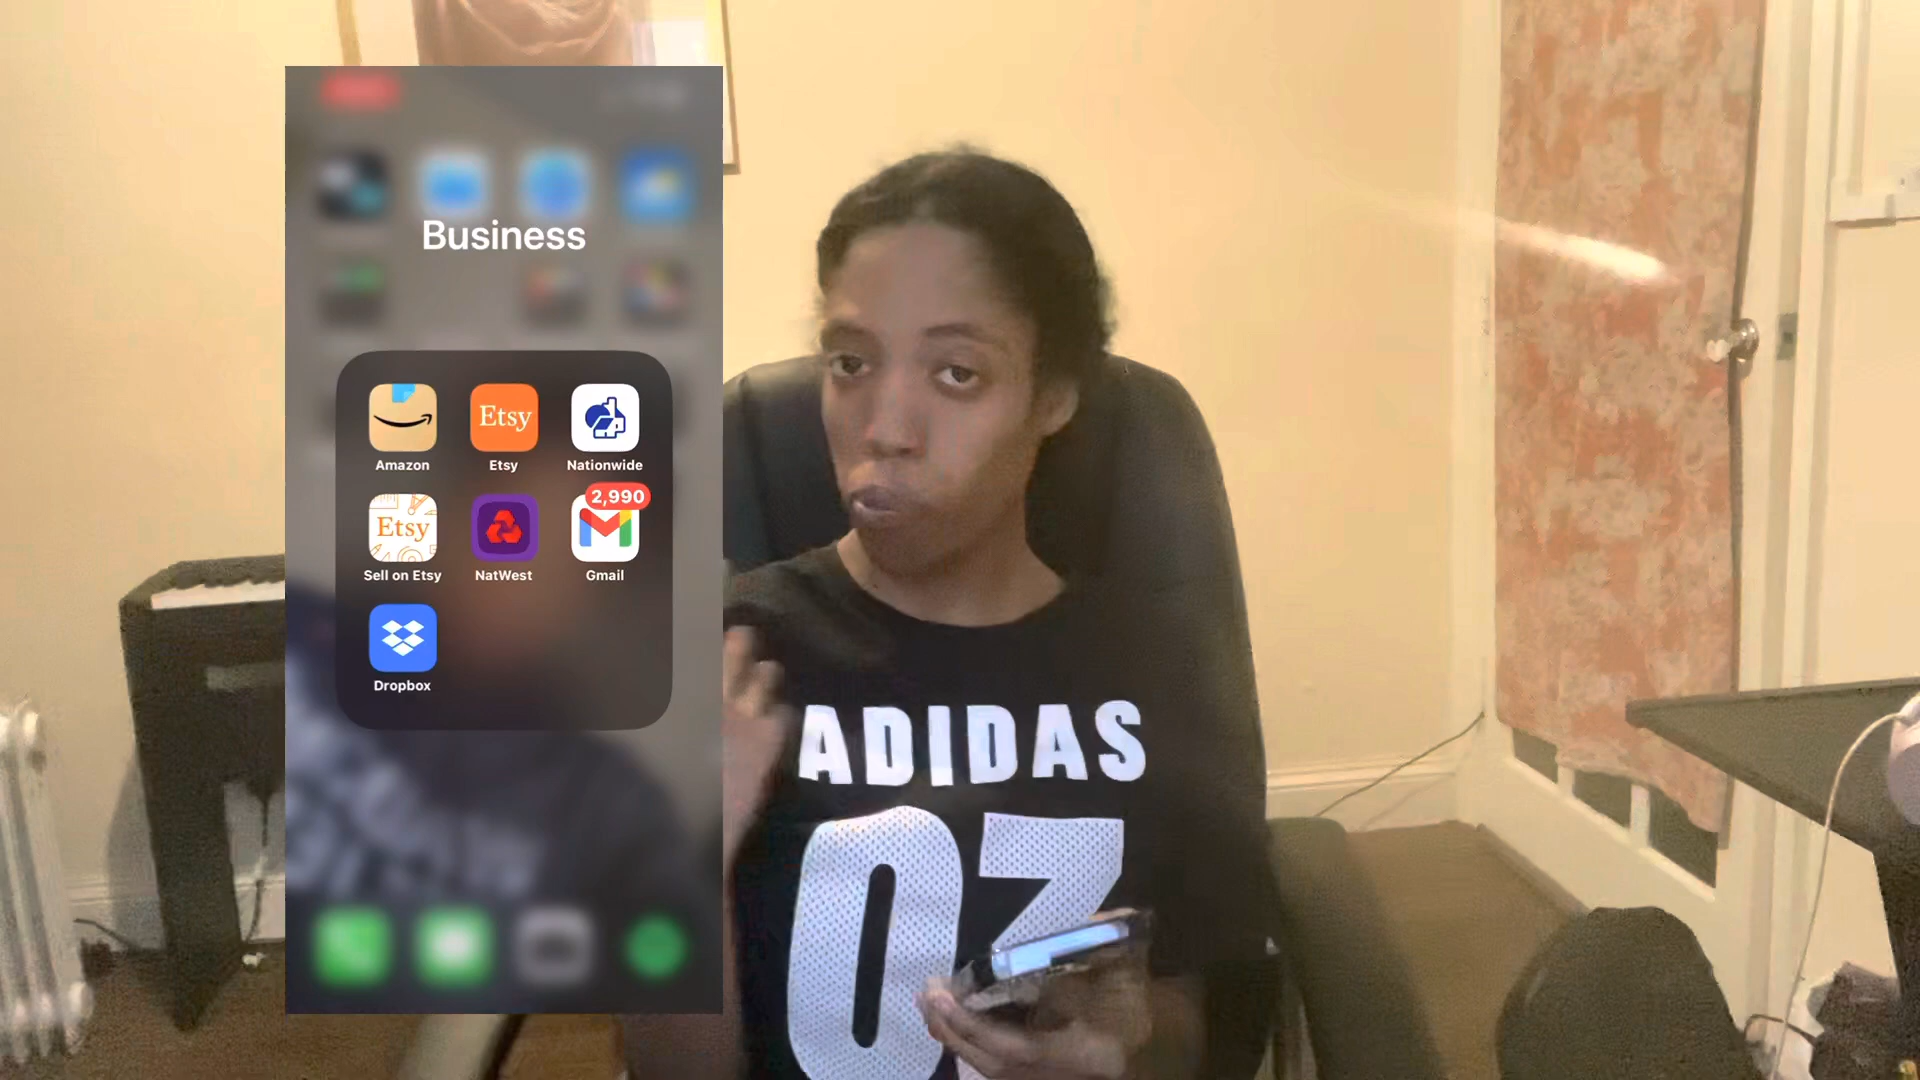 Business
Etsy
Amazon
Etsy
Nationwide
2,990
Etsy
Sell on Etsy
NatWest
Gmail
Dropbox
ADIDAS
03